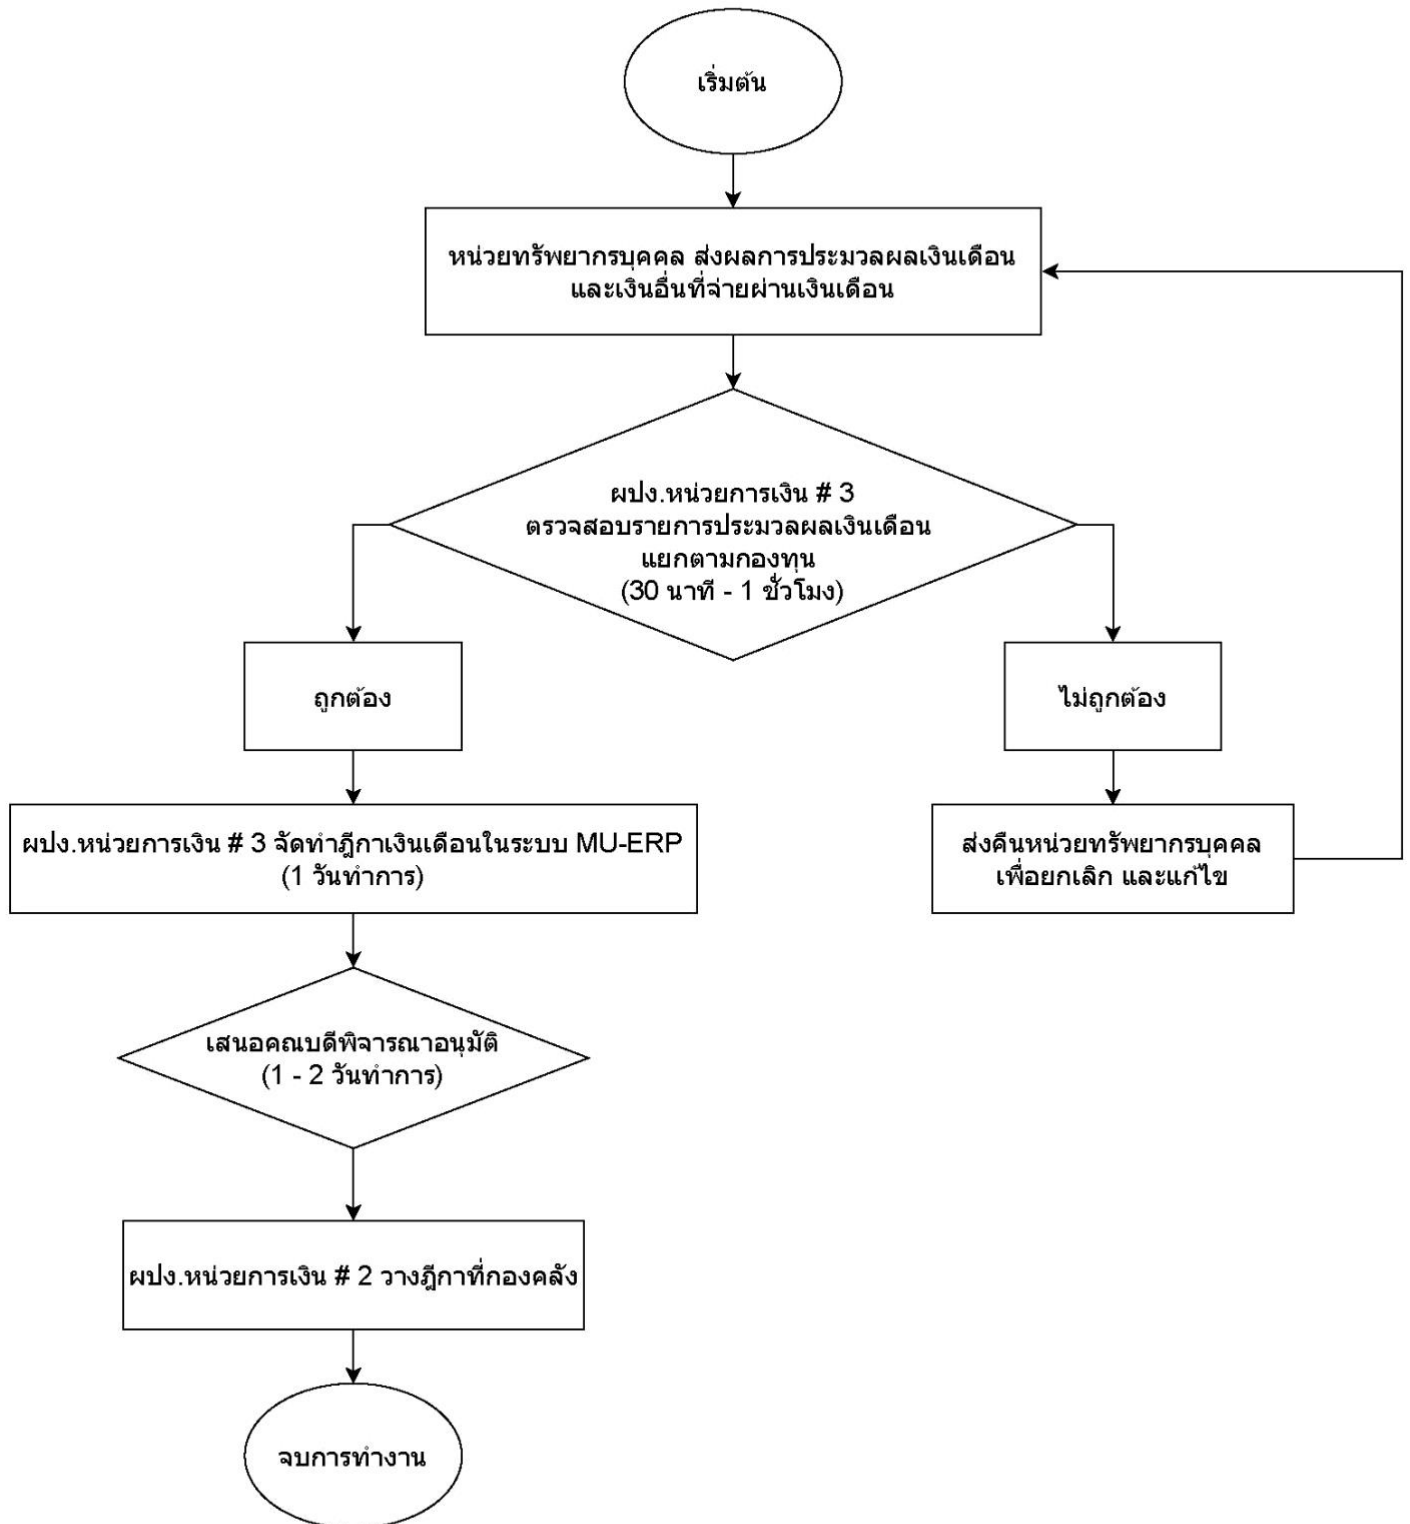 เริ่มต้น
หน่วยทรัพยากรบุคคล ส่งผลการประมวลผลเงินเดือน
และเงินอื่นที่จ่ายผ่านเงินเดือน
ผปง.หน่วยการเงิน # 3
ตรวจสอบรายการประมวลผลเงินเดือน
แยกตามกองทุน
(30 นาที - 1 ชั่วโมง)
ถูกต้อง
ไม่ถูกต้อง
ผปง.หน่วยการเงิน # 3 จัดทำฎีกาเงินเดือนในระบบ MU-ERP
(1 วันทำการ)
ส่งคืนหน่วยทรัพยากรบุคคล
เพื่อยกเลิก และแก้ไข
เสนอคณบดีพิจารณาอนุมัติ
(1 - 2 วันทำการ)
ผปง.หน่วยการเงิน # 2 วางฎีกาที่กองคลัง
จบการทำงาน